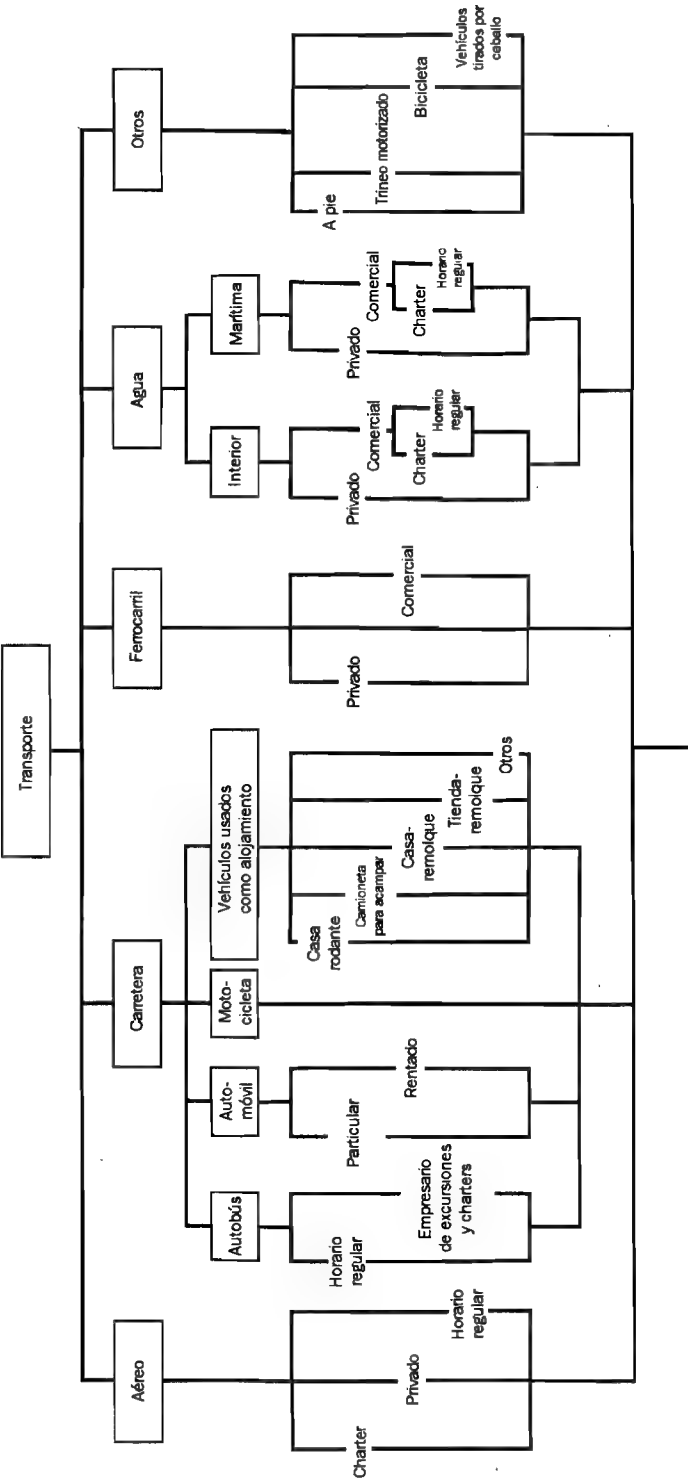 Transporte
Aéreo
Carretera
Ferrocarril
Agua
Otros
Autobús
Auto-
móvil
Moto-
cicleta
Vehículos usados
como alojamiento
Interior
Marítima
Charter
Privado
Horario
regular
Horario
regular
Empresario
de excursiones
y charters
Particular
Rentado
Casa
rodante
Camioneta
para acampar
Casa-
remolque
Tienda-
remolque
Otros
Privado
Comercial
Privado
Comercial
Charter
Horario
regular
Privado
Comercial
Charter
Horario
regular
A pie
Trineo motorizado
Bicicleta
Vehículos
tirados por
caballo